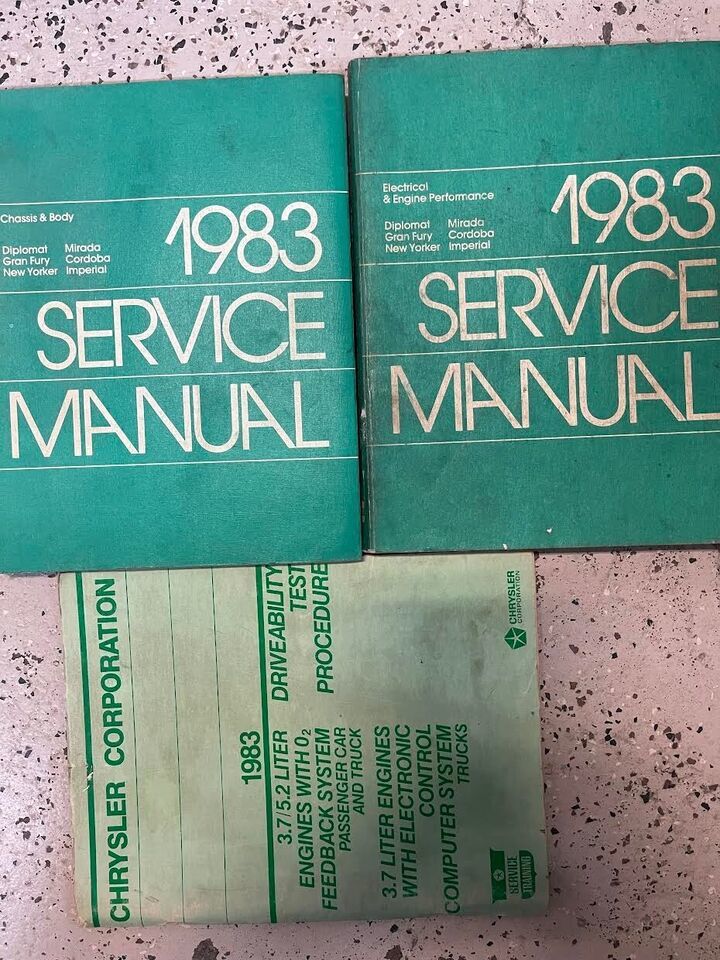 Chassis & Body
Diplomat Mirada
Gran Fury Cordoba
New Yorker Imperial
1983
SERVICE
MANUAL
Electrical
& Engine Performance
Diplomat Mirada
Gran Fury Cordoba
New Yorker Imperial
1983
SERVICE
MANUAL
CHRYSLER CORPORATION
1983
DRIVEABILITY
TEST
PROCEDURE
3.7/5.2 LITER
ENGINES WITH O2
FEEDBACK SYSTEM
PASSENGER CAR
AND TRUCK
3.7 LITER ENGINES
WITH ELECTRONIC
CONTROL
COMPUTER SYSTEM
TRUCKS
CHRYSLER
CORPORATION
SERVICE
TRAINING